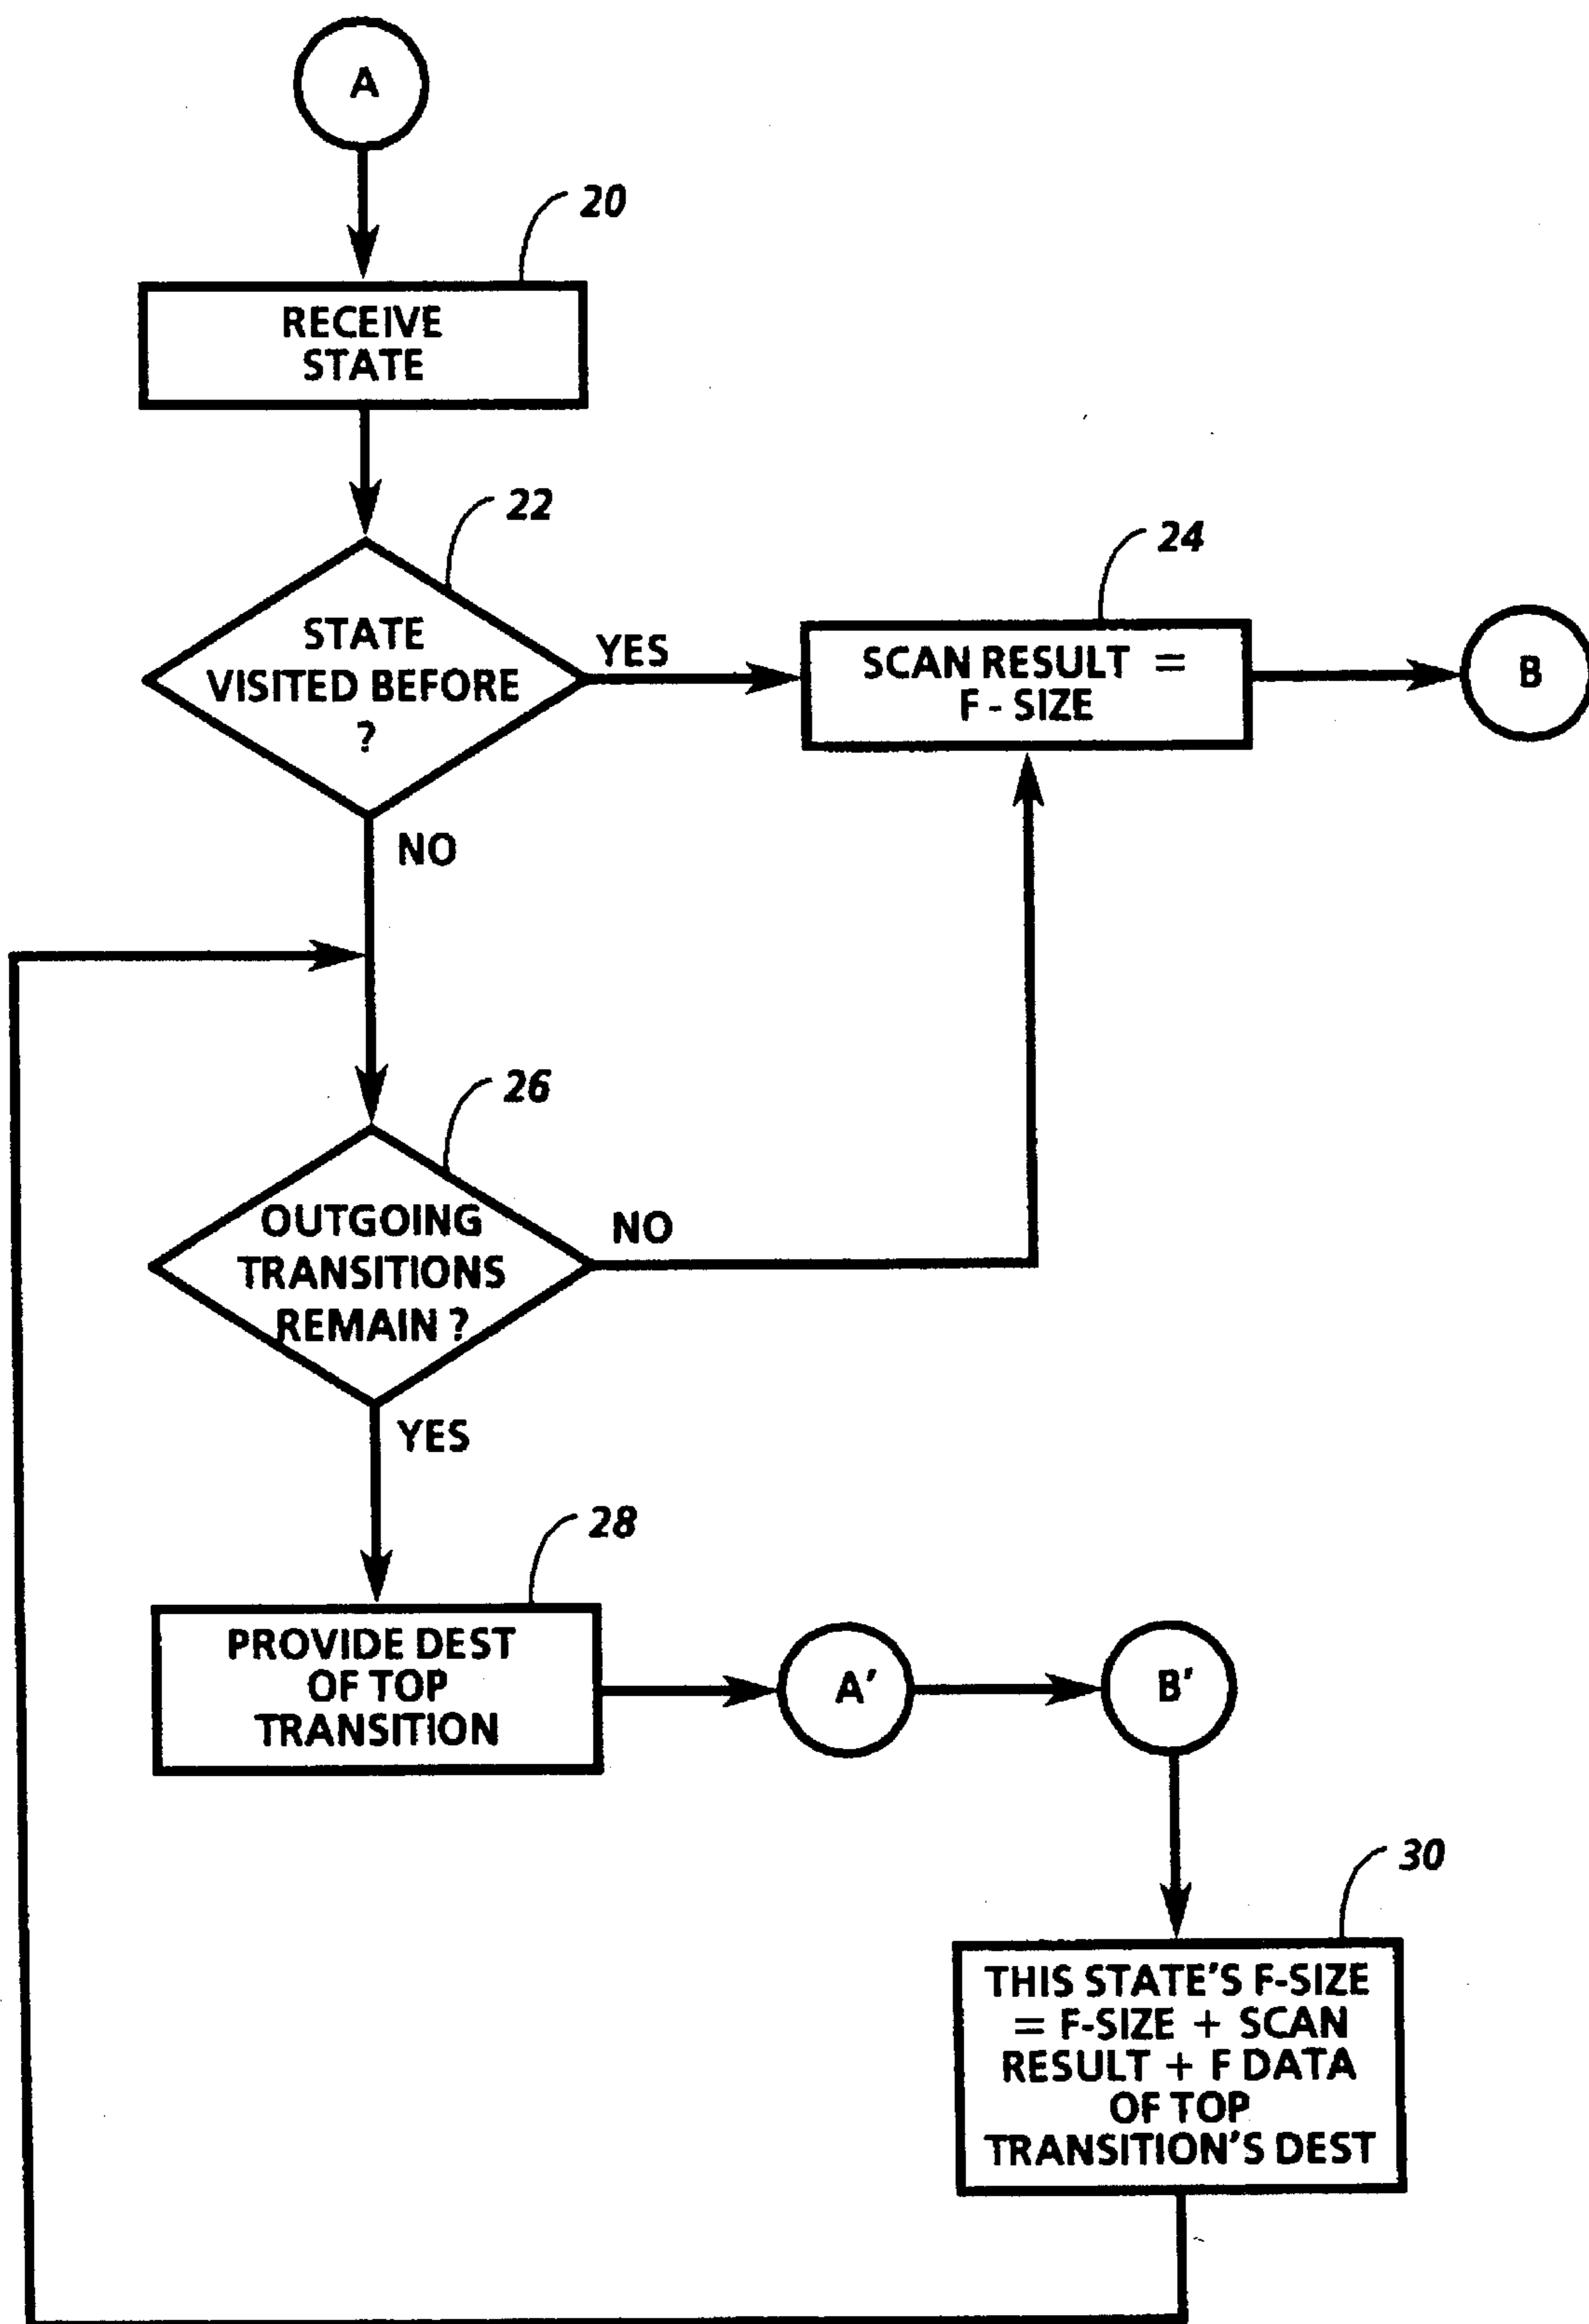 A
20
RECEIVE
STATE
22
STATE
VISITED BEFORE
?
YES
NO
24
SCAN RESULT =
F - SIZE
B
26
OUTGOING
TRANSITIONS
REMAIN ?
NO
YES
28
PROVIDE DEST
OF TOP
TRANSITION
A'
B'
30
THIS STATE'S F-SIZE
= F-SIZE + SCAN
RESULT + F DATA
OF TOP
TRANSITION'S DEST